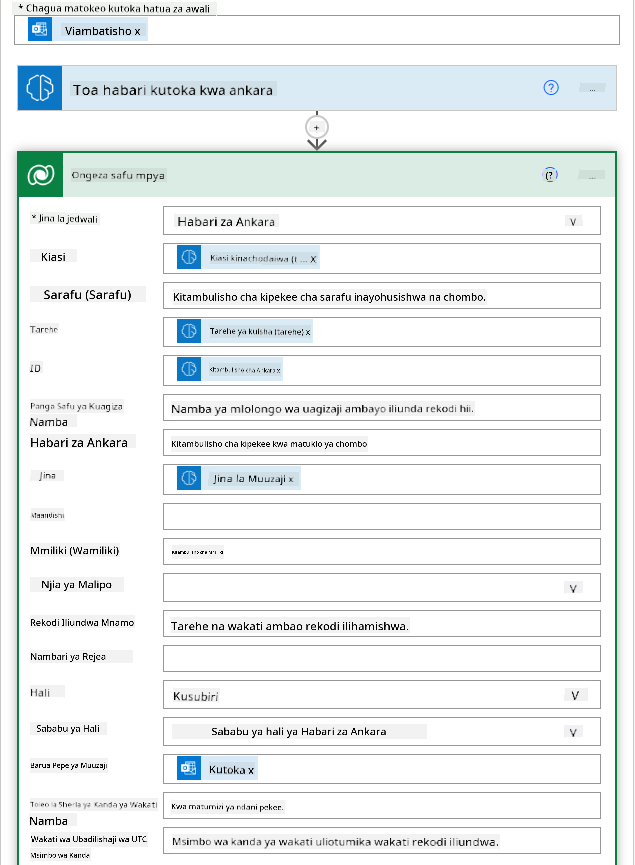 * Chagua matokeo kutoka hatua za awali
Viambatisho x
Toa habari kutoka kwa ankara
?
...
+
Ongeza safu mpya
(?
...
* Jina la jedwali
Habari za Ankara
V
Kiasi
Kiasi kinachodaiwa (t ... X
Sarafu (Sarafu)
Kitambulisho cha kipekee cha sarafu inayohusishwa na chombo.
Tarehe
Tarehe ya kuisha (tarehe) x
ID
Kitambulisho cha Ankara x
Panga Safu ya Kuagiza
Namba
Namba ya mlolongo wa uagizaji ambayo iliunda rekodi hii.
Habari za Ankara
Kitambulisho cha kipekee kwa matukio ya chombo
Jina
Jina la Muuzaji x
Maandishi
Mmiliki (Wamiliki)
Njia ya Malipo
V
Rekodi Iliundwa Mnamo
Tarehe na wakati ambao rekodi ilihamishwa.
Nambari ya Rejea
Hali
Kusubiri
V
Sababu ya Hali
Sababu ya hali ya Habari za Ankara
V
Barua Pepe ya Muuzaji
Kutoka x
Toleo la Sheria ya Kanda ya Wakati
Namba
Kwa matumizi ya ndani pekee.
Wakati wa Ubadilishaji wa UTC
Msimbo wa Kanda
Msimbo wa kanda ya wakati uliotumika wakati rekodi iliundwa.